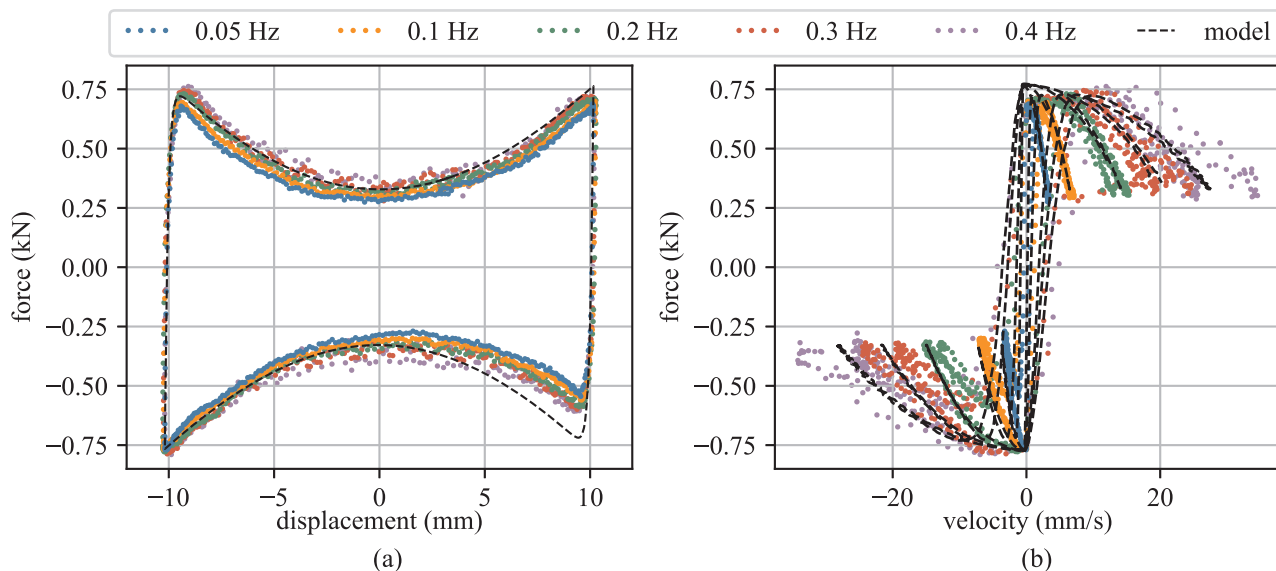 0.05 Hz 0.1 Hz 0.2 Hz 0.3 Hz 0.4 Hz model
0.75
0.50
0.25
0.00
−0.25
−0.50
−0.75
force (kN)
−10 −5 0 5 10
displacement (mm)
(a)
0.75
0.50
0.25
0.00
−0.25
−0.50
−0.75
force (kN)
−20 0 20
velocity (mm/s)
(b)